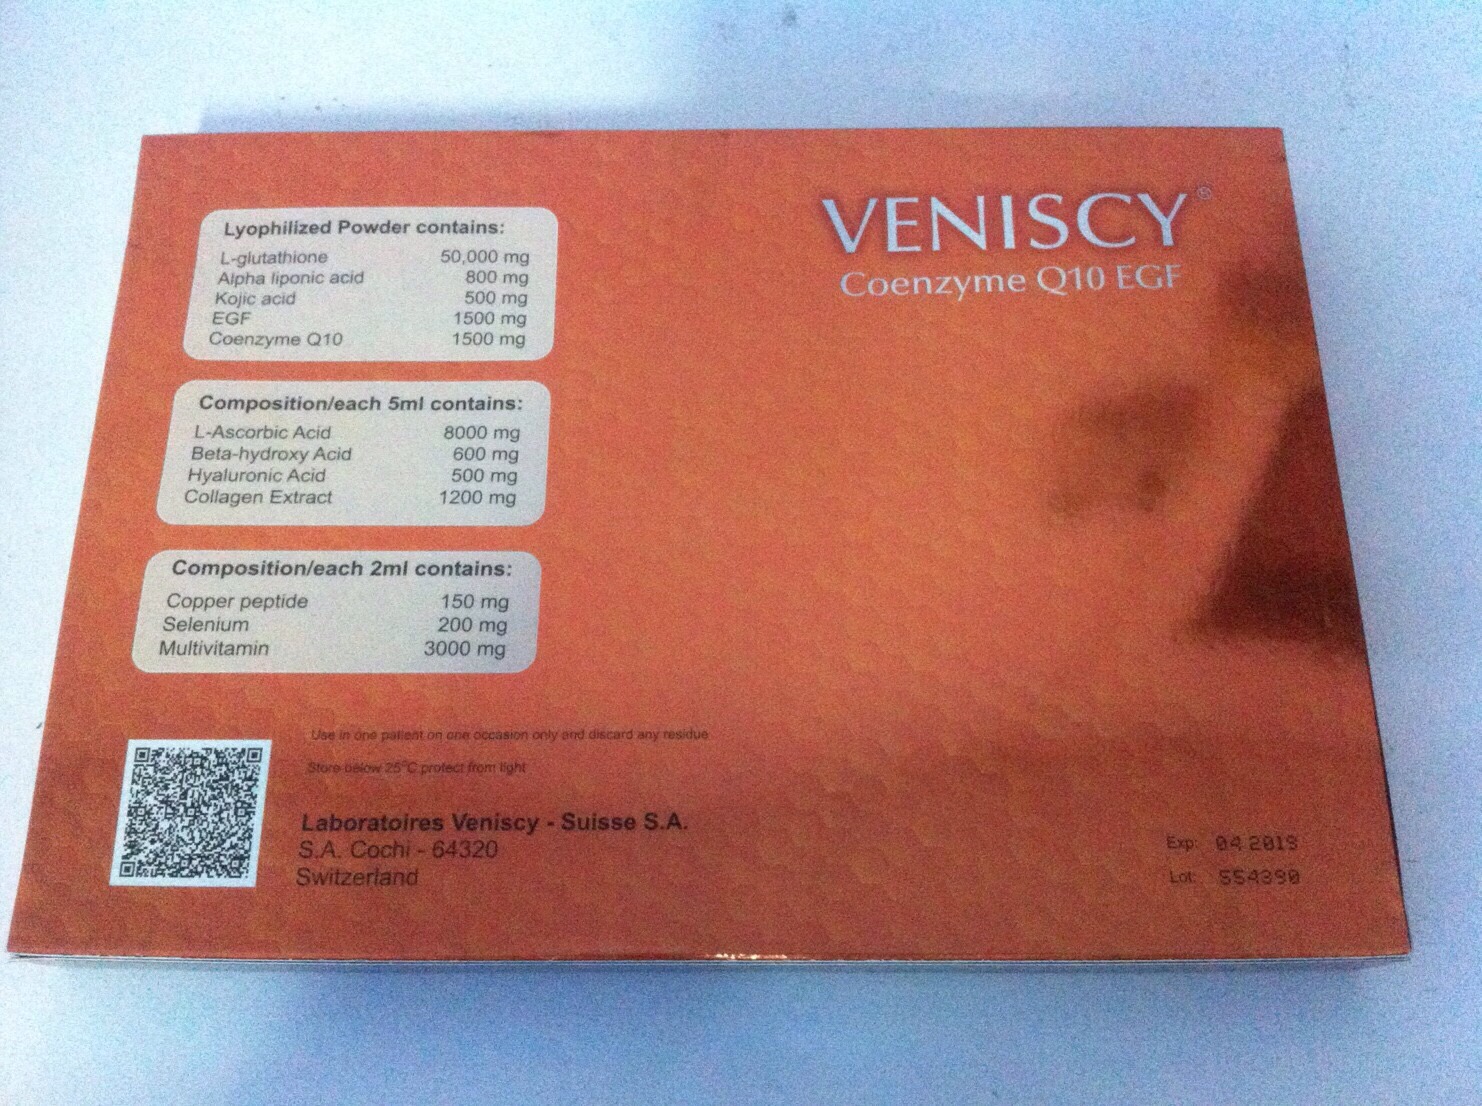 VENISCY®
Coenzyme Q10 EGF
Lyophilized Powder contains:
L-glutathione 50,000 mg
Alpha liponic acid 800 mg
Kojic acid 500 mg
EGF 1500 mg
Coenzyme Q10 1500 mg
Composition/each 5ml contains:
L-Ascorbic Acid 8000 mg
Beta-hydroxy Acid 600 mg
Hyaluronic Acid 500 mg
Collagen Extract 1200 mg
Composition/each 2ml contains:
Copper peptide 150 mg
Selenium 200 mg
Multivitamin 3000 mg
Use in one patient on one occasion only and discard any residue
Store below 25°C protect from light
Laboratoires Veniscy - Suisse S.A.
S.A. Cochi - 64320
Switzerland
Exp: 04 2019
Lot: 554390